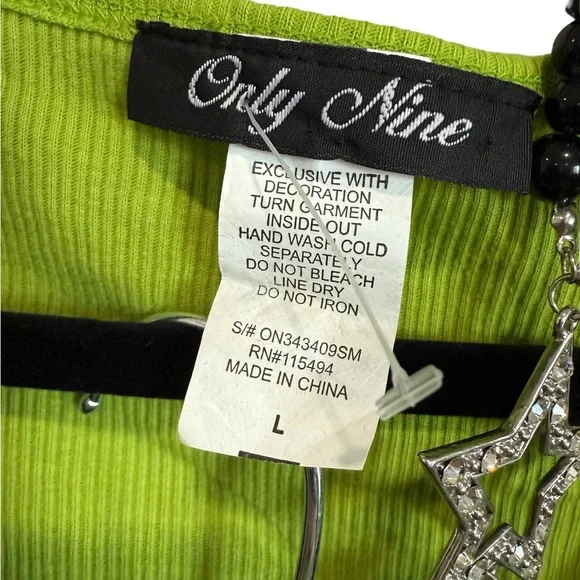 Only Nine
EXCLUSIVE WITH
DECORATION
TURN GARMENT
INSIDE OUT
HAND WASH COLD
SEPARATELY
DO NOT BLEACH
LINE DRY
DO NOT IRON
S/# ON343409SM
RN#115494
MADE IN CHINA
L